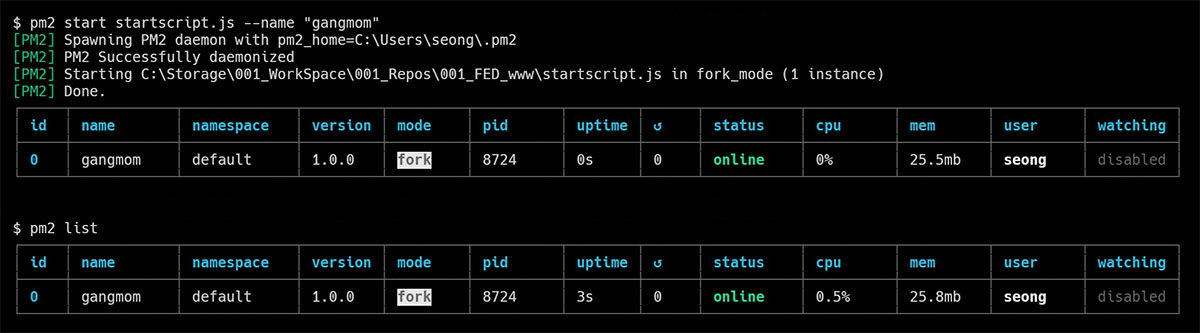 $ pm2 start startscript.js --name "gangmom"
[PM2] Spawning PM2 daemon with pm2_home=C:\Users\seong\.pm2
[PM2] PM2 Successfully daemonized
[PM2] Starting C:\Storage\001_WorkSpace\001_Repos\001_FED_www\startscript.js in fork_mode (1 instance)
[PM2] Done.
id name namespace version mode pid uptime ↺ status cpu mem user watching
0 gangmom default 1.0.0 fork 8724 0s 0 online 0% 25.5mb seong disabled
$ pm2 list
id name namespace version mode pid uptime ↺ status cpu mem user watching
0 gangmom default 1.0.0 fork 8724 3s 0 online 0.5% 25.8mb seong disabled